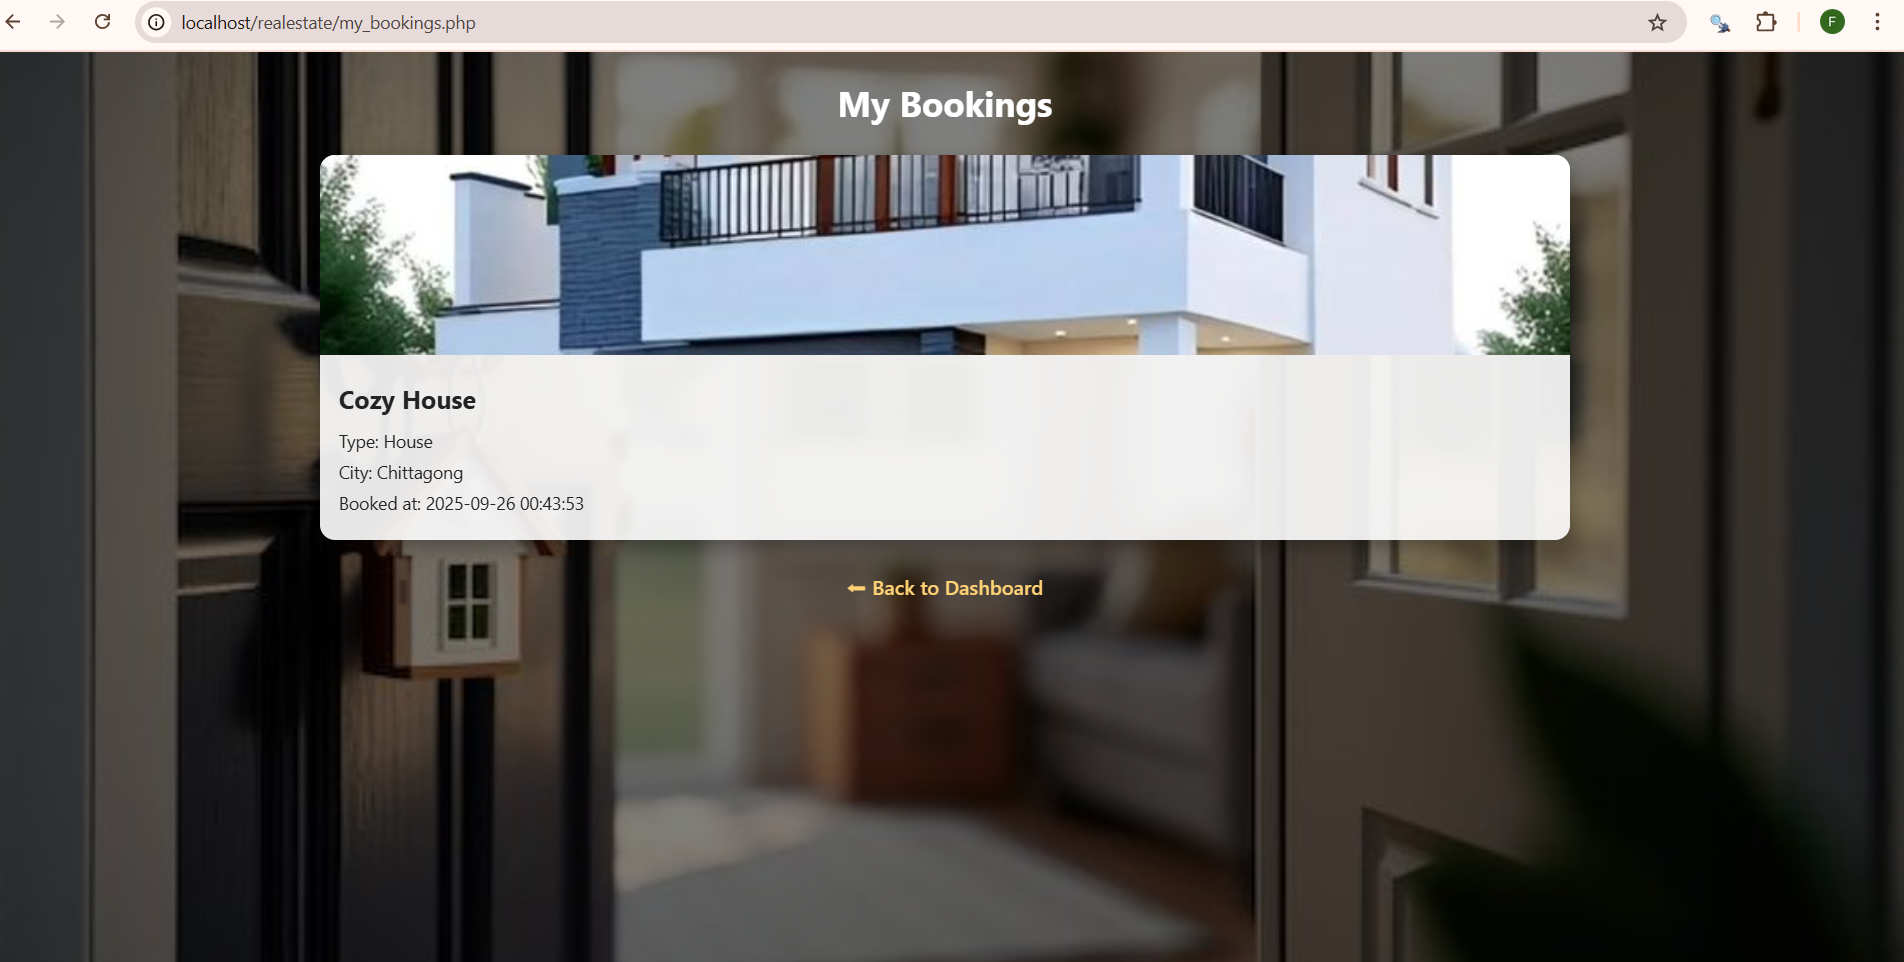 localhost/realestate/my_bookings.php
F
My Bookings
Cozy House
Type: House
City: Chittagong
Booked at: 2025-09-26 00:43:53
⬅ Back to Dashboard